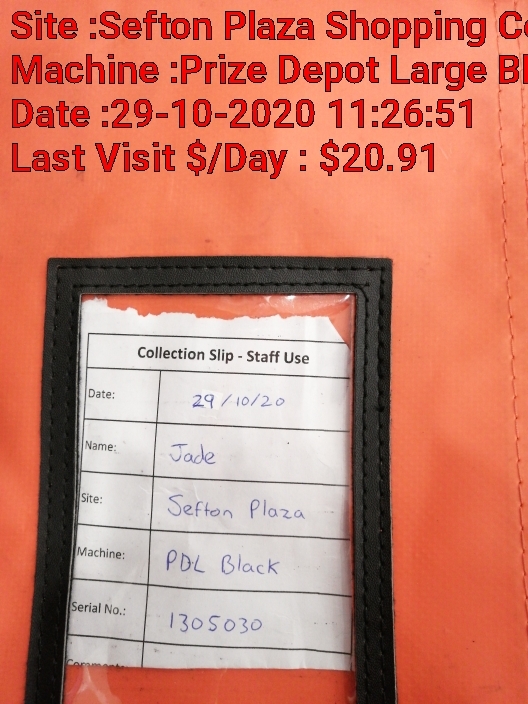 Site :Sefton Plaza Shopping
Machine :Prize Depot Large
Date :29-10-2020 11:26:51
Last Visit $/Day : $20.91
Collection Slip - Staff Use
Date: 29/10/20
Name: Jade
Site: Sefton Plaza
Machine: PDL Black
Serial No.: 1305030